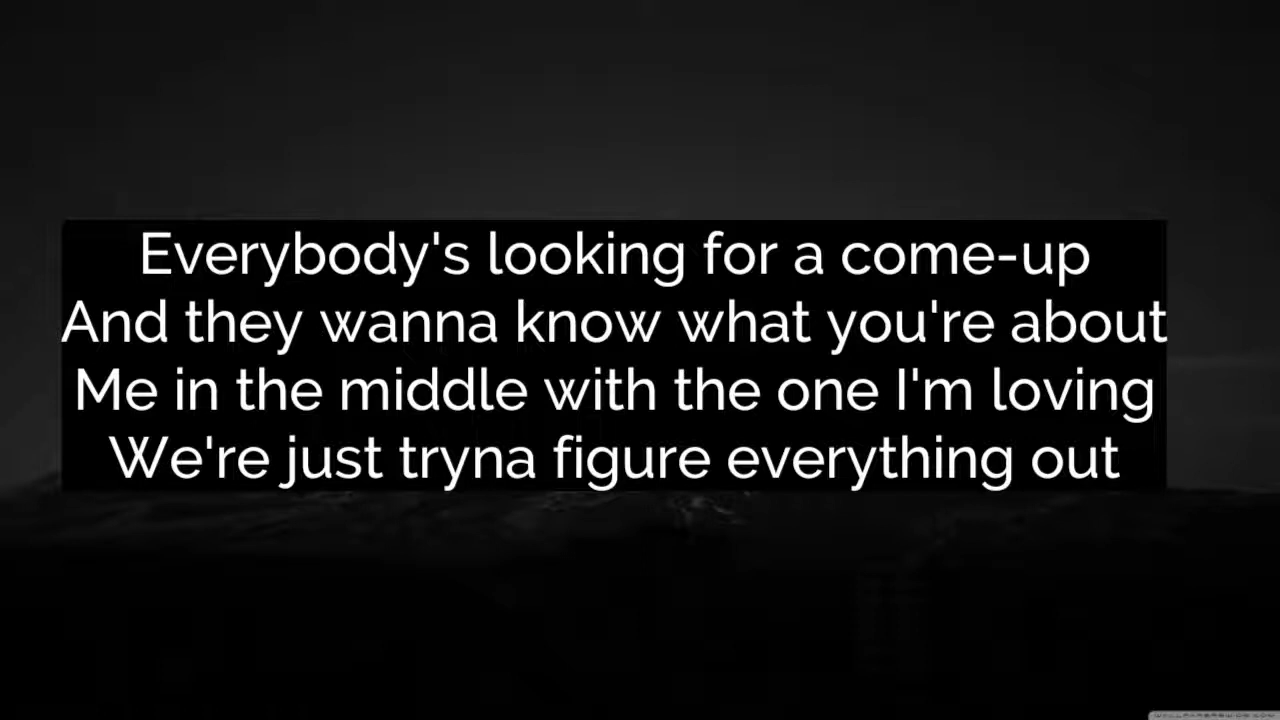 Everybody's looking for a come-up
And they wanna know what you're about
Me in the middle with the one I'm loving
We're just tryna figure everything out